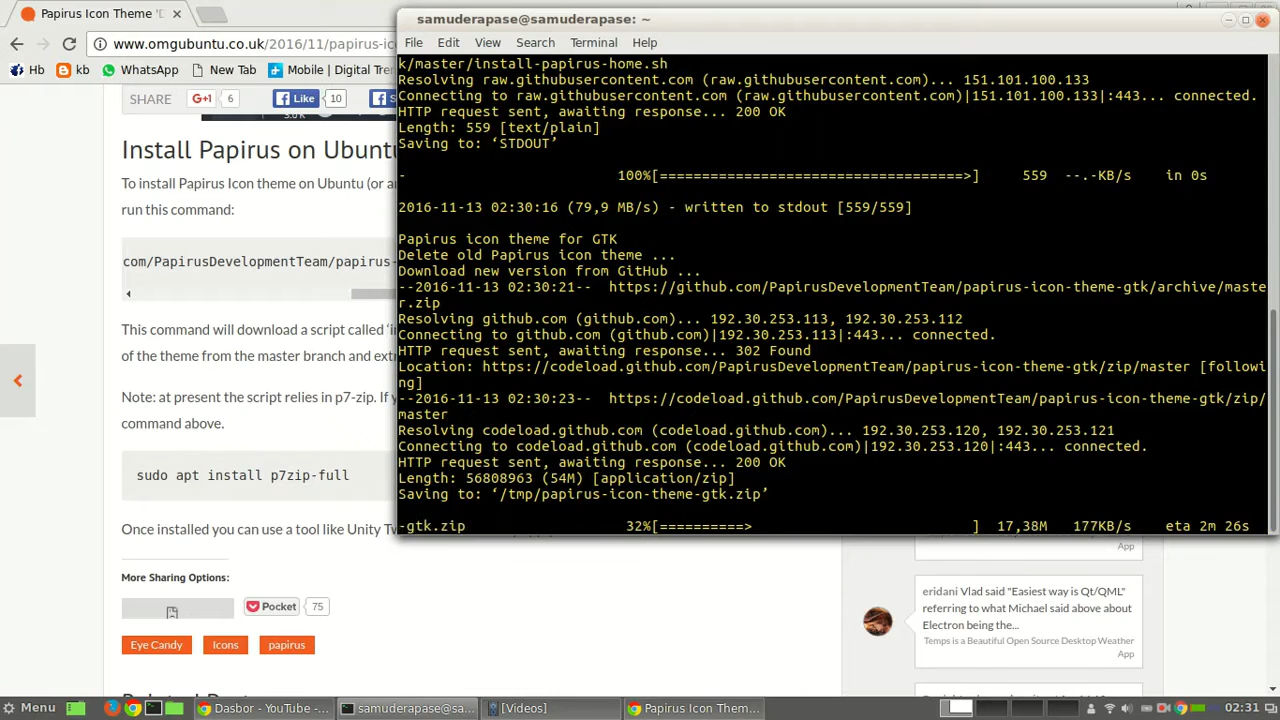 Papirus Icon Theme 'D
www.omgubuntu.co.uk/2016/11/papirus-ic
Hb
kb
WhatsApp
New Tab
Mobile | Digital Tre
SHARE
G+1
6
Like
10
3.0 K
Install Papirus on Ubuntu
To install Papirus Icon theme on Ubuntu (or a
run this command:
com/PapirusDevelopmentTeam/papirus-
This command will download a script called 'i
of the theme from the master branch and ext
Note: at present the script relies in p7-zip. If y
command above.
sudo apt install p7zip-full
Once installed you can use a tool like Unity Tw
More Sharing Options:
Pocket
75
Eye Candy
Icons
papirus
samuderapase@samuderapase: ~
File Edit View Search Terminal Help
k/master/install-papirus-home.sh
Resolving raw.githubusercontent.com (raw.githubusercontent.com)... 151.101.100.133
Connecting to raw.githubusercontent.com (raw.githubusercontent.com)|151.101.100.133|:443... connected.
HTTP request sent, awaiting response... 200 OK
Length: 559 [text/plain]
Saving to: ‘STDOUT’
- 100%[====================================>] 559 --.-KB/s in 0s
2016-11-13 02:30:16 (79,9 MB/s) - written to stdout [559/559]
Papirus icon theme for GTK
Delete old Papirus icon theme ...
Download new version from GitHub ...
--2016-11-13 02:30:21-- https://github.com/PapirusDevelopmentTeam/papirus-icon-theme-gtk/archive/maste
r.zip
Resolving github.com (github.com)... 192.30.253.113, 192.30.253.112
Connecting to github.com (github.com)|192.30.253.113|:443... connected.
HTTP request sent, awaiting response... 302 Found
Location: https://codeload.github.com/PapirusDevelopmentTeam/papirus-icon-theme-gtk/zip/master [followi
ng]
--2016-11-13 02:30:23-- https://codeload.github.com/PapirusDevelopmentTeam/papirus-icon-theme-gtk/zip/
master
Resolving codeload.github.com (codeload.github.com)... 192.30.253.120, 192.30.253.121
Connecting to codeload.github.com (codeload.github.com)|192.30.253.120|:443... connected.
HTTP request sent, awaiting response... 200 OK
Length: 56808963 (54M) [application/zip]
Saving to: ‘/tmp/papirus-icon-theme-gtk.zip’
-gtk.zip 32%[==========> ] 17,38M 177KB/s eta 2m 26s
App
eridani Vlad said "Easiest way is Qt/QML"
referring to what Michael said above about
Electron being the...
Temps is a Beautiful Open Source Desktop Weather
App
Menu
Dasbor - YouTube -...
samuderapase@sa...
[Videos]
Papirus Icon Them...
02:31